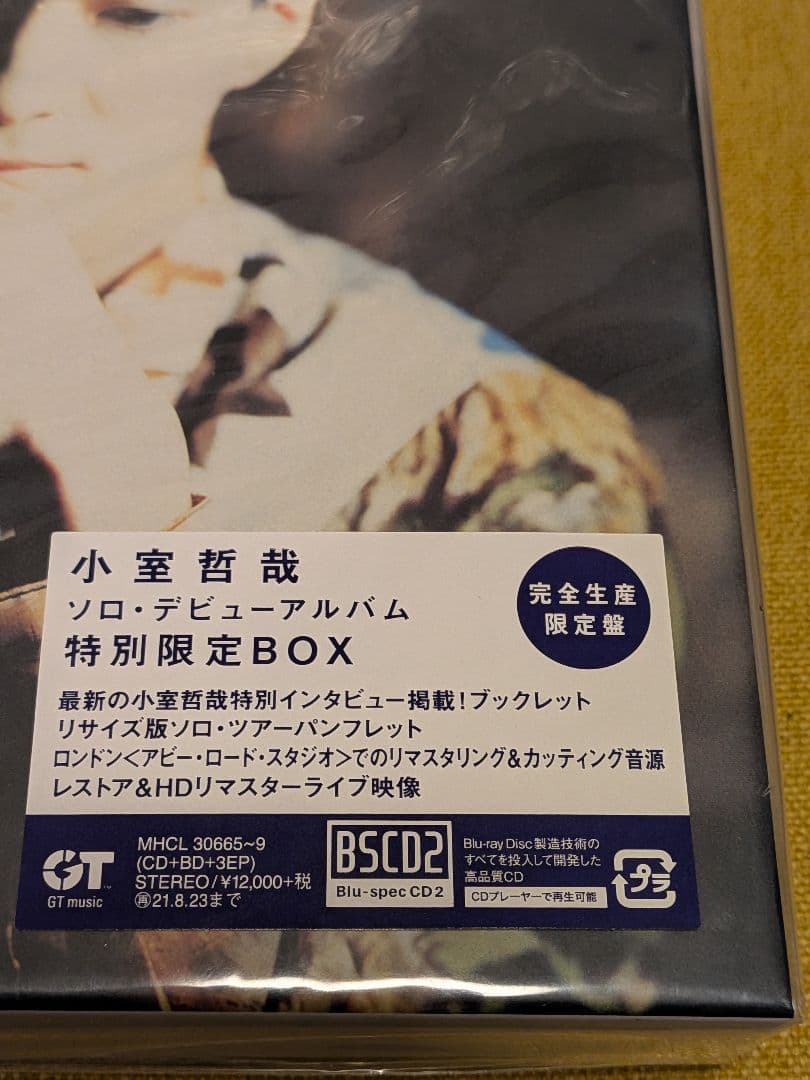 小室哲哉
ソロ・デビューアルバム
特別限定BOX
完全生産
限定盤
最新の小室哲哉特別インタビュー掲載!ブックレット
リサイズ版ソロ・ツアーパンフレット
ロンドン<アビー・ロード・スタジオ>でのリマスタリング&カッティング音源
レストア&HDリマスターライブ映像
GT
GT music
MHCL 30665~9
(CD+BD+3EP)
STEREO/¥12,000+税
再21.8.23まで
BSCD2
Blu-spec CD 2
Blu-ray Disc製造技術の
すべてを投入して開発した
高品質CD
CDプレーヤーで再生可能
プラ